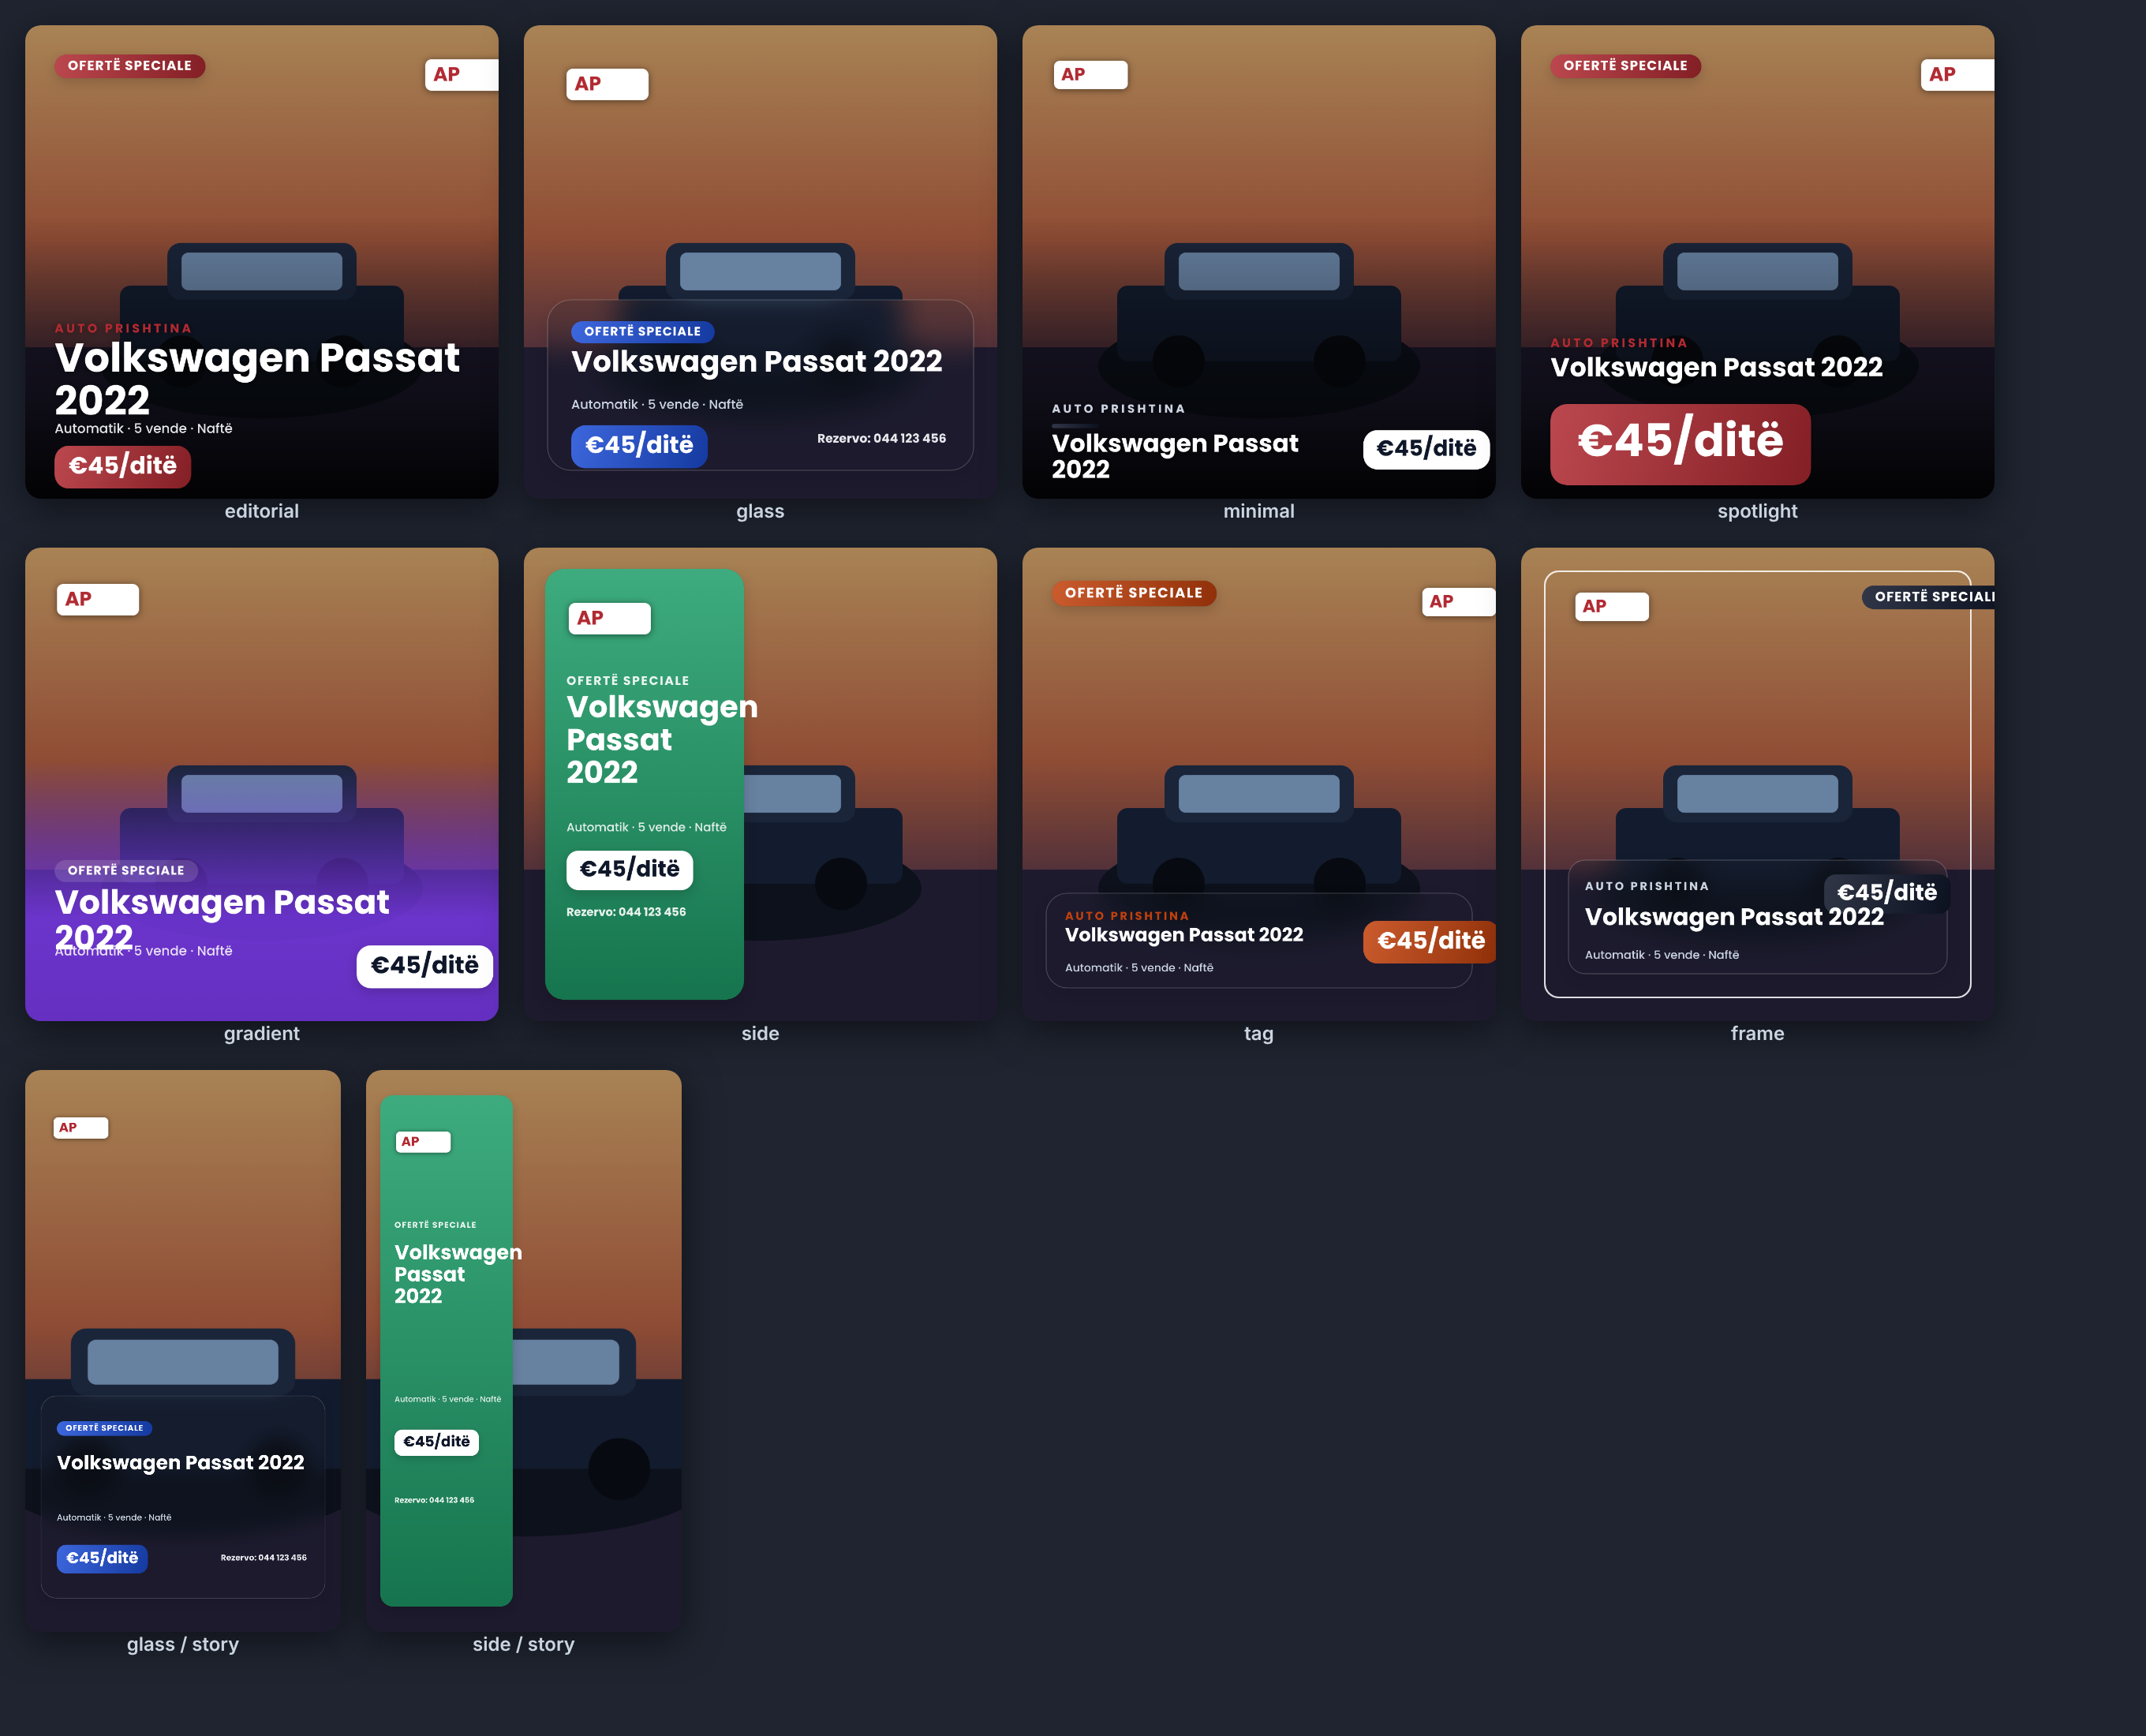 OFERTË SPECIALE
AP
AUTO PRISHTINA
Volkswagen Passat
2022
Automatik · 5 vende · Naftë
€45/ditë
editorial
AP
OFERTË SPECIALE
Volkswagen Passat 2022
Automatik · 5 vende · Naftë
€45/ditë
Rezervo: 044 123 456
glass
AP
AUTO PRISHTINA
Volkswagen Passat
2022
€45/ditë
minimal
OFERTË SPECIALE
AP
AUTO PRISHTINA
Volkswagen Passat 2022
€45/ditë
spotlight
AP
OFERTË SPECIALE
Volkswagen Passat
2022
Automatik · 5 vende · Naftë
€45/ditë
gradient
AP
OFERTË SPECIALE
Volkswagen
Passat
2022
Automatik · 5 vende · Naftë
€45/ditë
Rezervo: 044 123 456
side
OFERTË SPECIALE
AP
AUTO PRISHTINA
Volkswagen Passat 2022
Automatik · 5 vende · Naftë
€45/ditë
tag
AP
OFERTË SPECIALE
AUTO PRISHTINA
€45/ditë
Volkswagen Passat 2022
Automatik · 5 vende · Naftë
frame
AP
OFERTË SPECIALE
Volkswagen Passat 2022
Automatik · 5 vende · Naftë
€45/ditë
Rezervo: 044 123 456
glass / story
AP
OFERTË SPECIALE
Volkswagen
Passat
2022
Automatik · 5 vende · Naftë
€45/ditë
Rezervo: 044 123 456
side / story